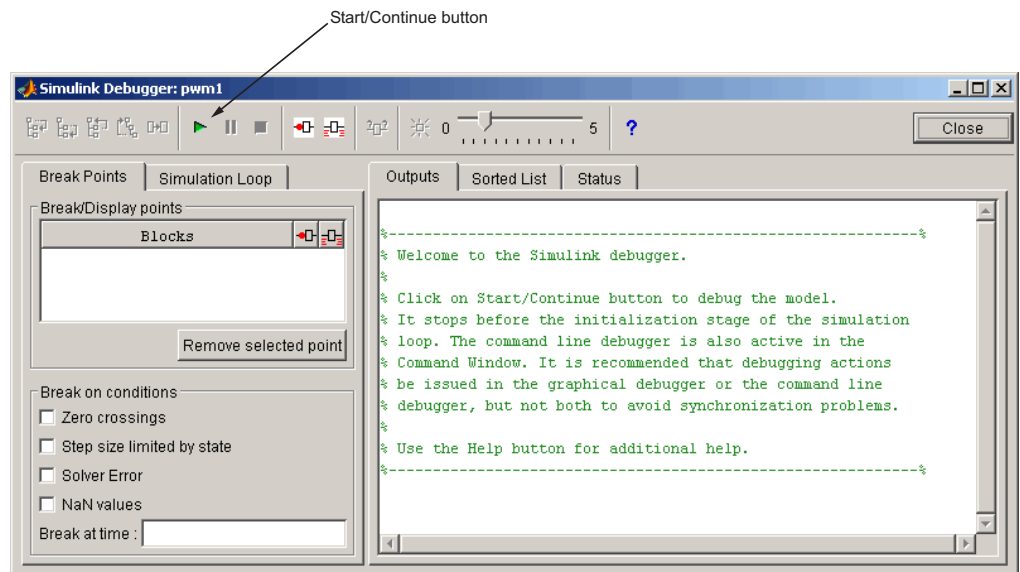 Start/Continue button
Simulink Debugger: pwm1
0 5 ? Close
Break Points Simulation Loop
Outputs Sorted List Status
Break/Display points
Blocks
Remove selected point
Break on conditions
Zero crossings
Step size limited by state
Solver Error
NaN values
Break at time :
%-----------------------------------------------------------%
% Welcome to the Simulink debugger.
%
% Click on Start/Continue button to debug the model.
% It stops before the initialization stage of the simulation
% loop. The command line debugger is also active in the
% Command Window. It is recommended that debugging actions
% be issued in the graphical debugger or the command line
% debugger, but not both to avoid synchronization problems.
%
% Use the Help button for additional help.
%-----------------------------------------------------------%